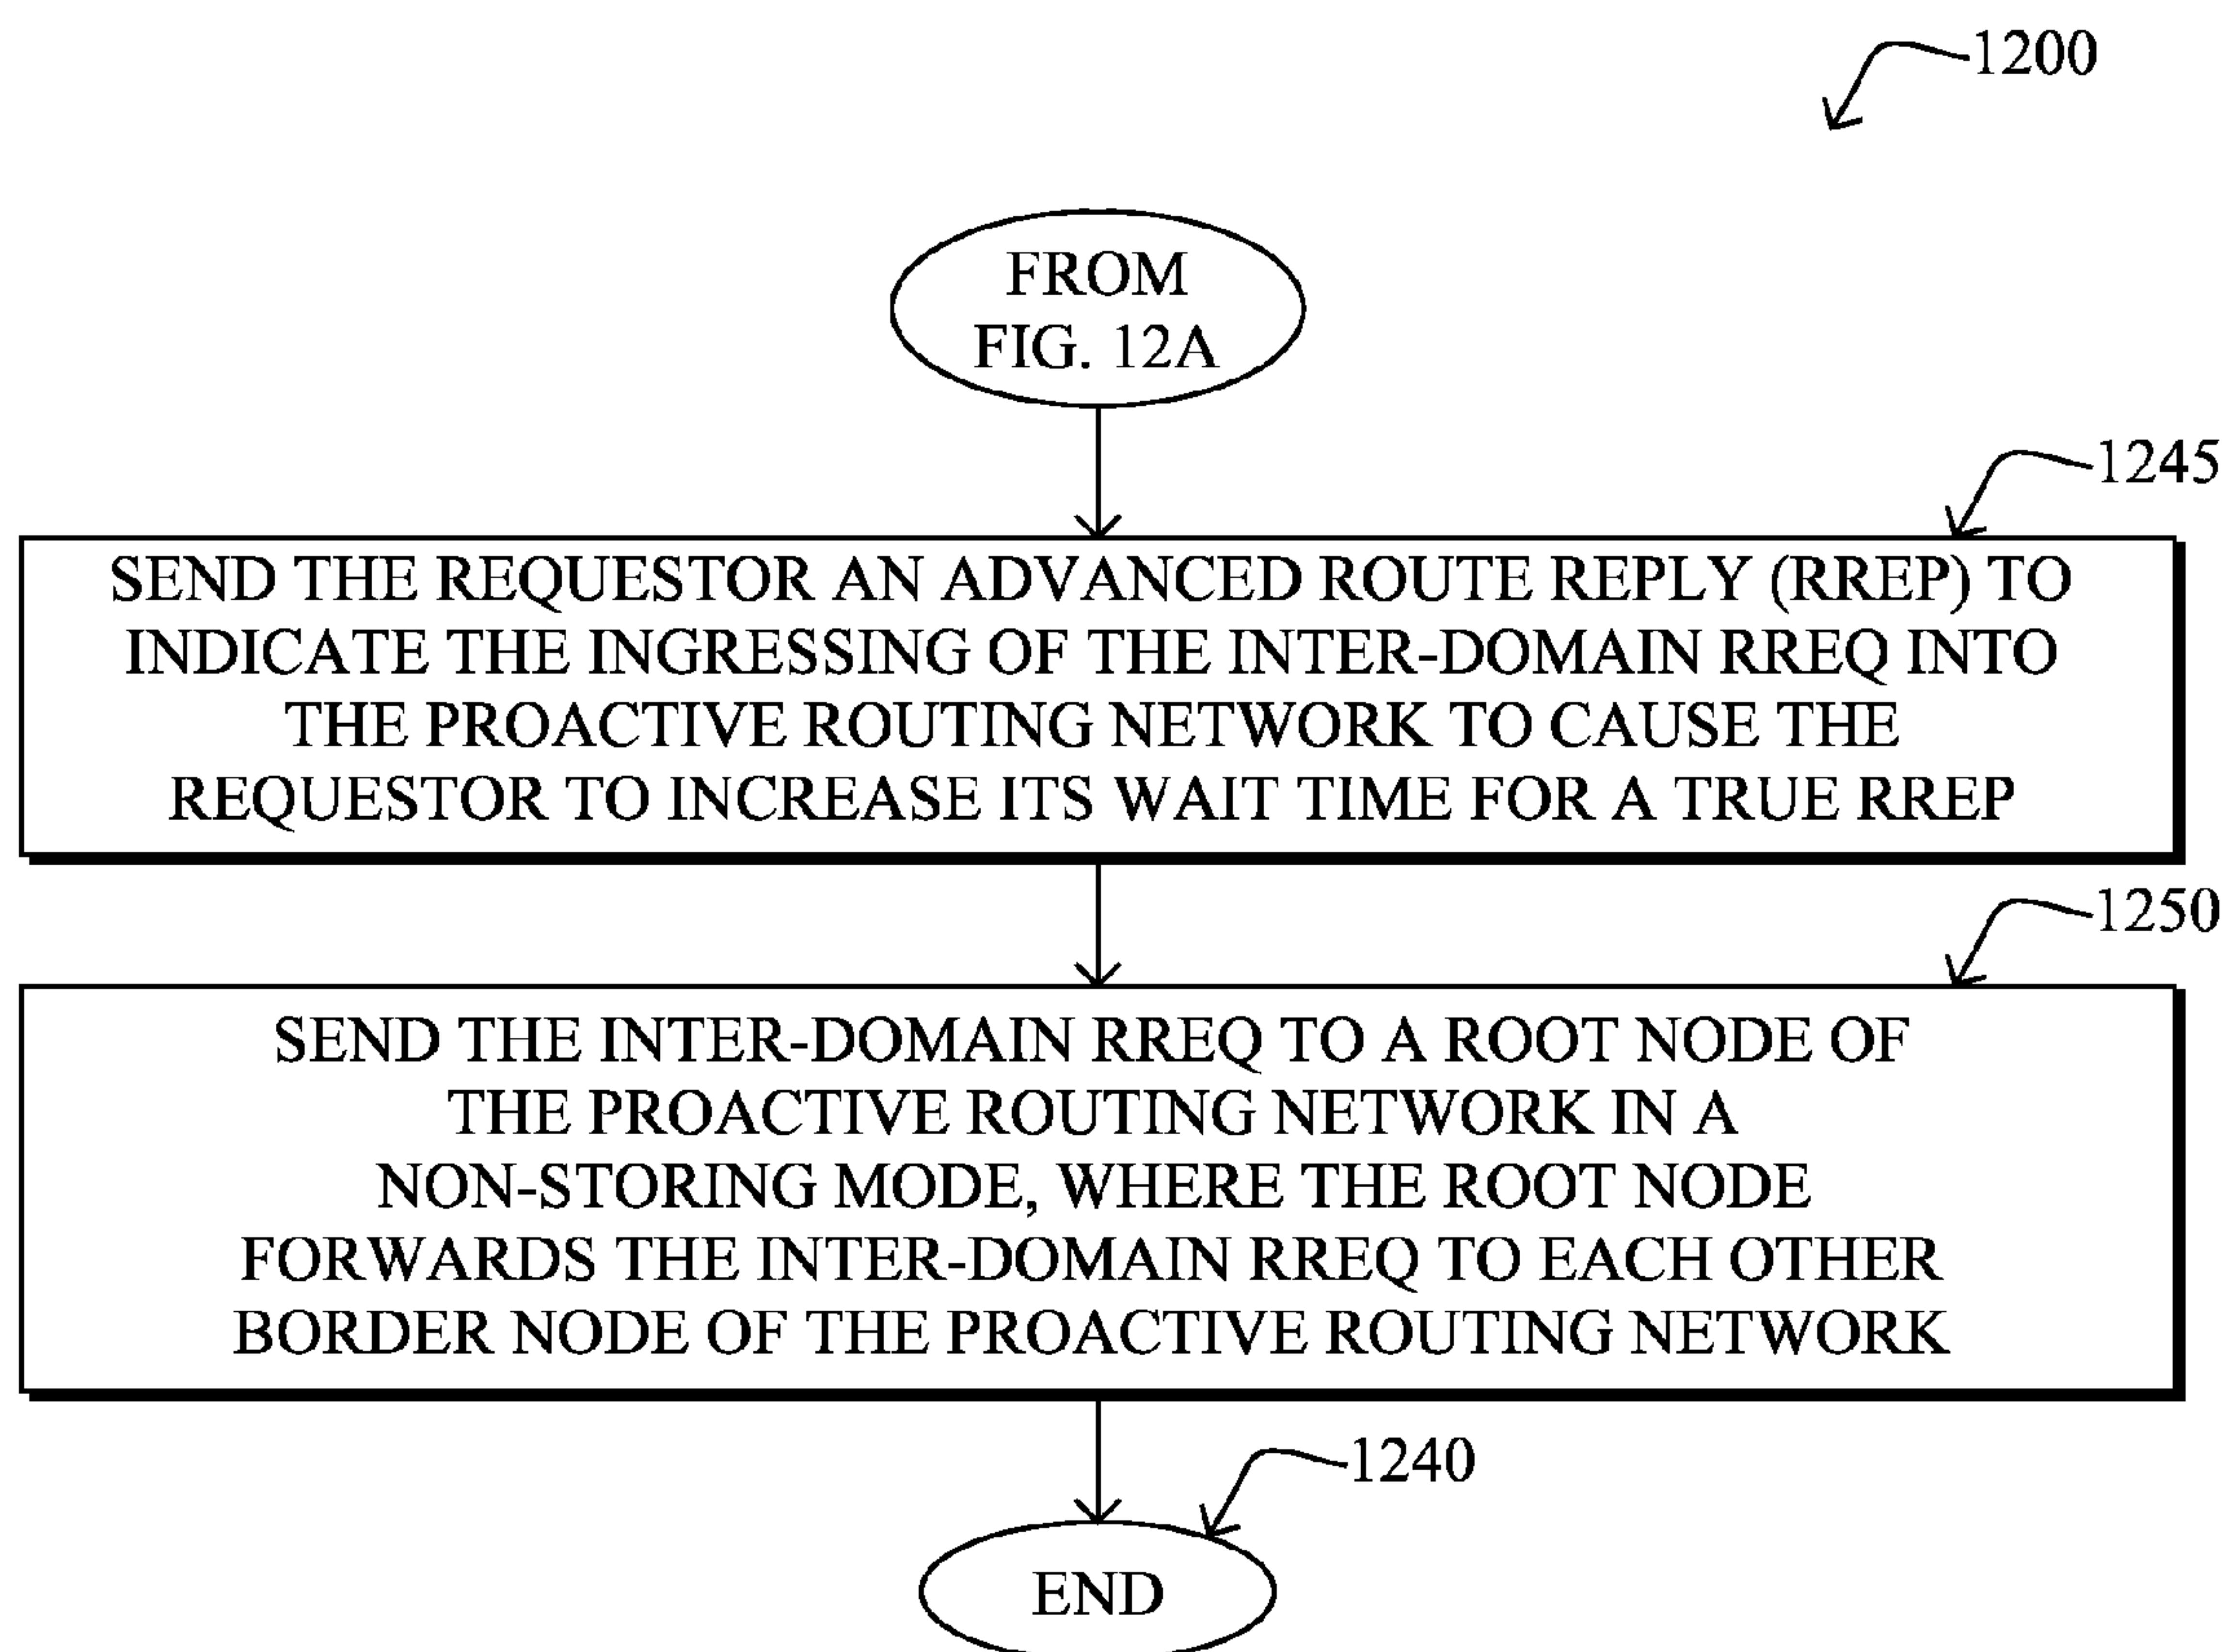 1200
FROM
FIG. 12A
1245
SEND THE REQUESTOR AN ADVANCED ROUTE REPLY (RREP) TO
INDICATE THE INGRESSING OF THE INTER-DOMAIN RREQ INTO
THE PROACTIVE ROUTING NETWORK TO CAUSE THE
REQUESTOR TO INCREASE ITS WAIT TIME FOR A TRUE RREP
1250
SEND THE INTER-DOMAIN RREQ TO A ROOT NODE OF
THE PROACTIVE ROUTING NETWORK IN A
NON-STORING MODE, WHERE THE ROOT NODE
FORWARDS THE INTER-DOMAIN RREQ TO EACH OTHER
BORDER NODE OF THE PROACTIVE ROUTING NETWORK
1240
END